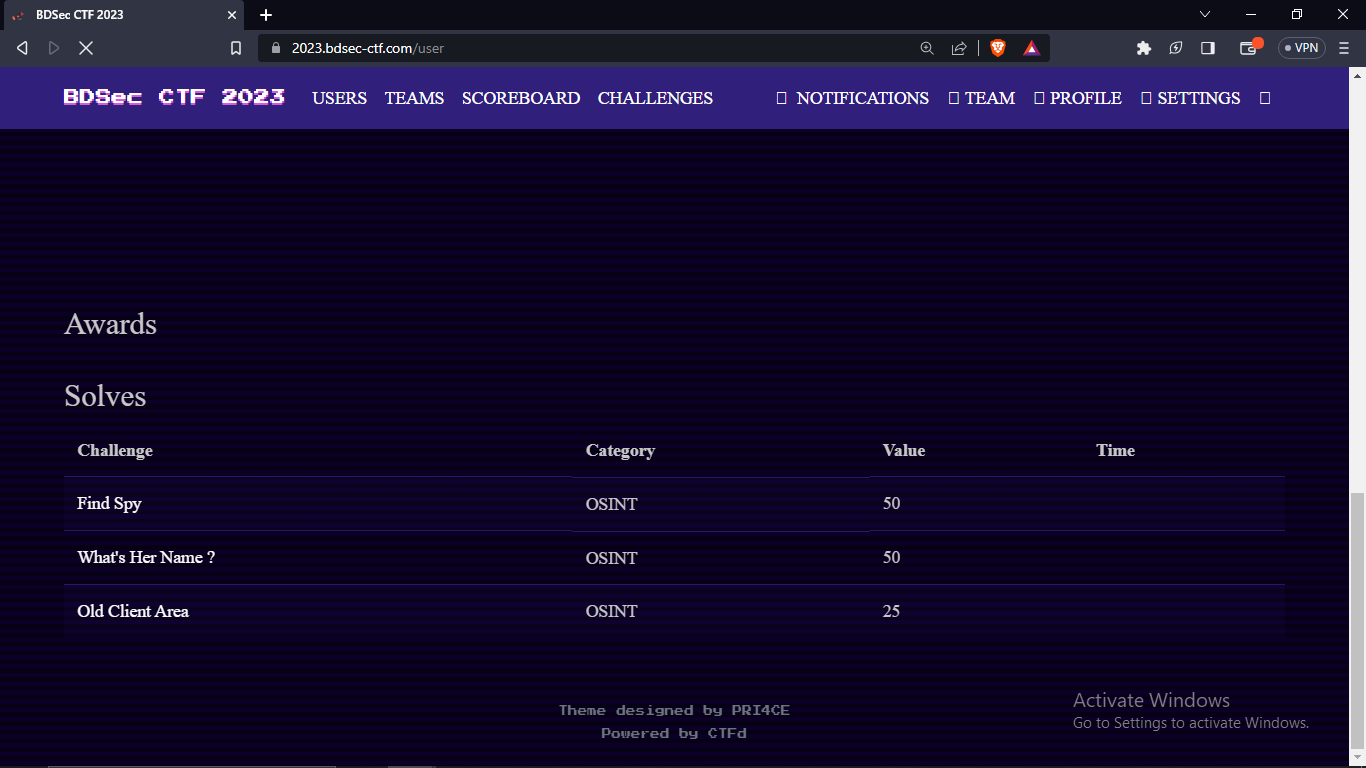 BDSec CTF 2023
2023.bdsec-ctf.com/user
VPN
BDSec CTF 2023 USERS TEAMS SCOREBOARD CHALLENGES NOTIFICATIONS TEAM PROFILE SETTINGS
Awards
Solves
Challenge Category Value Time
Find Spy OSINT 50
What's Her Name ? OSINT 50
Old Client Area OSINT 25
Theme designed by PRI4CE
Powered by CTFd
Activate Windows
Go to Settings to activate Windows.